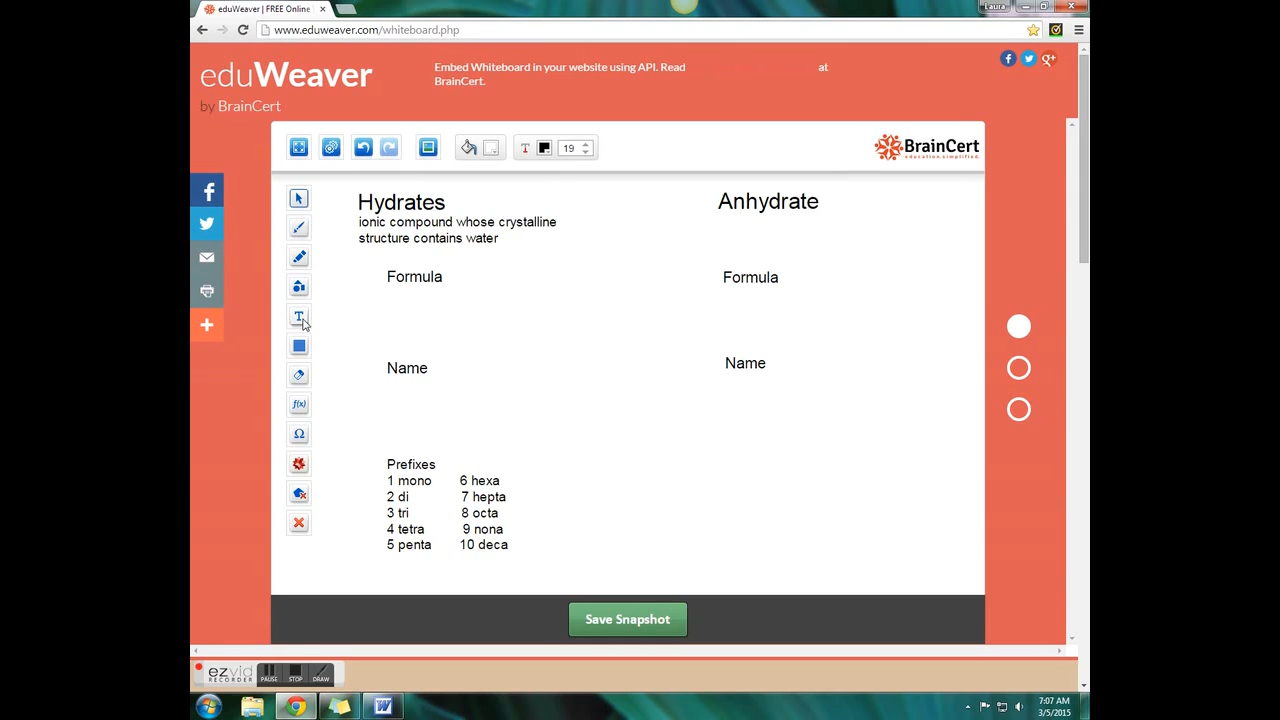 eduWeaver | FREE Online
Laura
www.eduweaver.com/whiteboard.php
eduWeaver
by BrainCert
Embed Whiteboard in your website using API. Read at
BrainCert.
T 19
BrainCert
education simplified.
Hydrates
ionic compound whose crystalline
structure contains water
Anhydrate
Formula
Formula
Name
Name
T
f(x)
Ω
Prefixes
1 mono 6 hexa
2 di 7 hepta
3 tri 8 octa
4 tetra 9 nona
5 penta 10 deca
Save Snapshot
ezvid
RECORDER
PAUSE STOP DRAW
7:07 AM
3/5/2015